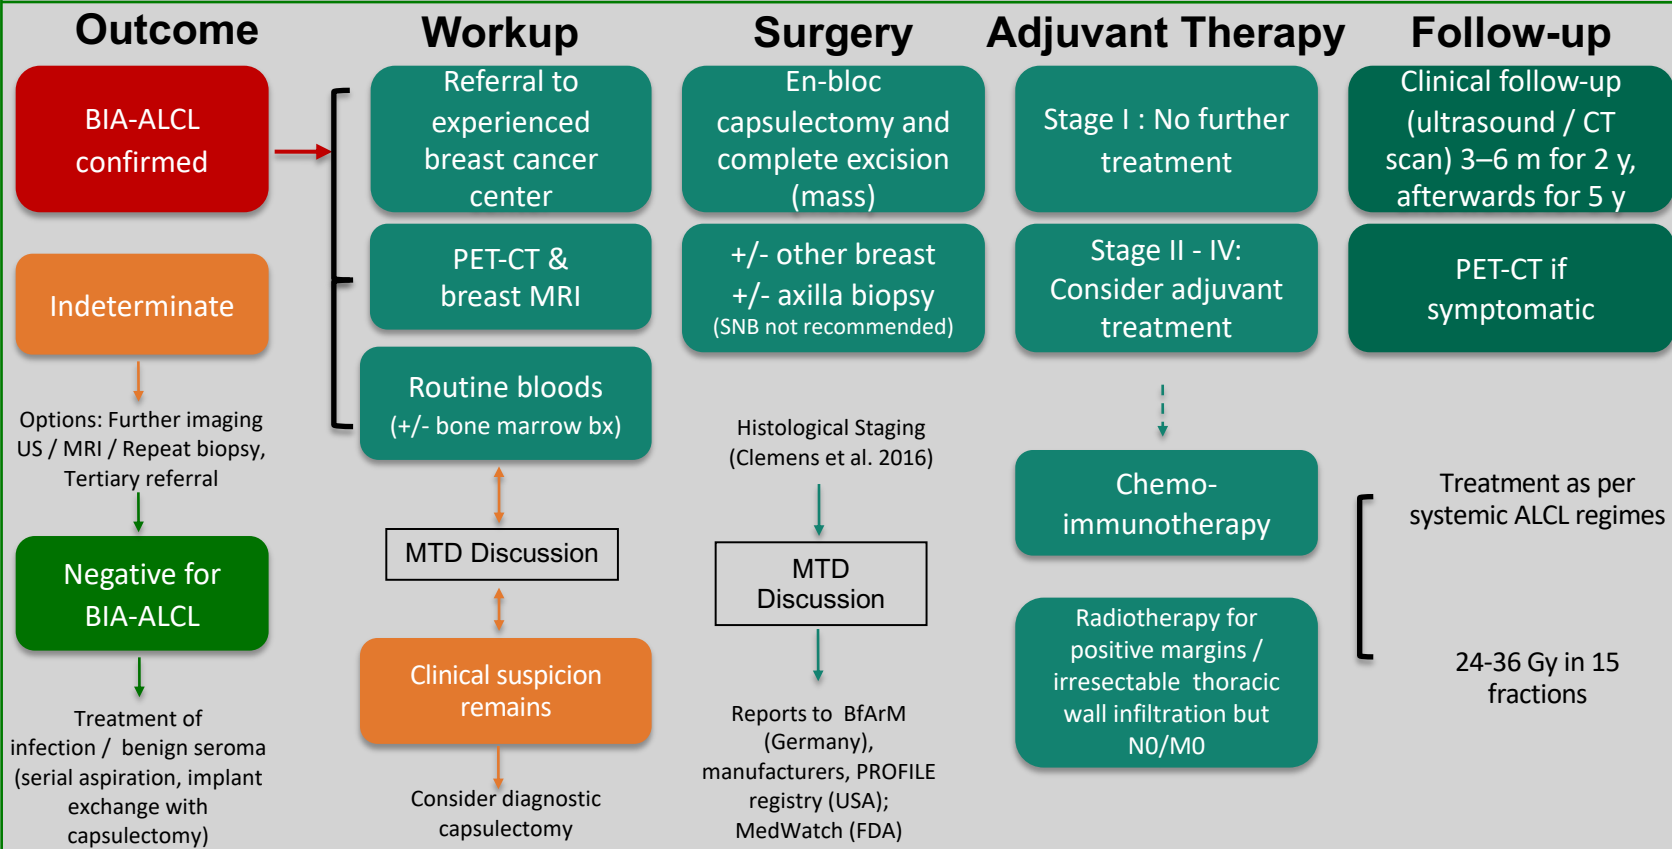 Outcome
BIA-ALCL
confirmed
Indeterminate
Options: Further imaging
US / MRI / Repeat biopsy,
Tertiary referral
Negative for
BIA-ALCL
Treatment of
infection / benign seroma
(serial aspiration, implant
exchange with
capsulectomy)
Workup
Referral to
experienced
breast cancer
center
PET-CT &
breast MRI
Routine bloods
(+/- bone marrow bx)
MTD Discussion
Clinical suspicion
remains
Consider diagnostic
capsulectomy
Surgery
En-bloc
capsulectomy and
complete excision
(mass)
+/- other breast
+/- axilla biopsy
(SNB not recommended)
Histological Staging
(Clemens et al. 2016)
MTD
Discussion
Reports to BfArM
(Germany),
manufacturers, PROFILE
registry (USA);
MedWatch (FDA)
Adjuvant Therapy
Stage I : No further
treatment
Stage II - IV:
Consider adjuvant
treatment
Chemo-
immunotherapy
Radiotherapy for
positive margins /
irresectable thoracic
wall infiltration but
N0/M0
Follow-up
Clinical follow-up
(ultrasound / CT
scan) 3–6 m for 2 y,
afterwards for 5 y
PET-CT if
symptomatic
Treatment as per
systemic ALCL regimes
24-36 Gy in 15
fractions